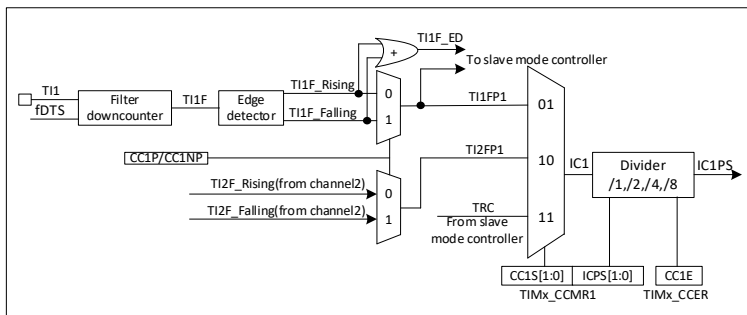 TI1F_ED
To slave mode controller
TI1
fDTS
Filter downcounter
TI1F
Edge detector
TI1F_Rising
TI1F_Falling
0
1
TI1FP1
01
CC1P/CC1NP
TI2F_Rising(from channel2)
TI2F_Falling(from channel2)
0
1
TI2FP1
10
IC1
Divider
/1,/2,/4,/8
IC1PS
TRC
From slave mode controller
11
CC1S[1:0]
ICPS[1:0]
CC1E
TIMx_CCMR1
TIMx_CCER
+